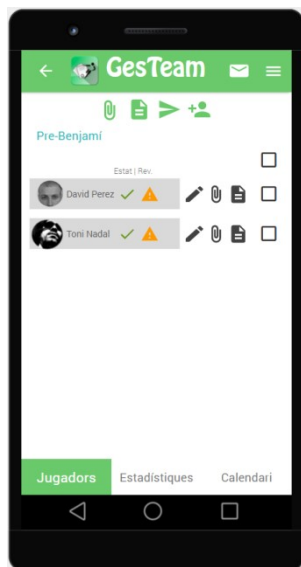 GesTeam
Pre-Benjamí
Estat | Rev.
David Perez
Toni Nadal
Jugadors Estadístiques Calendari